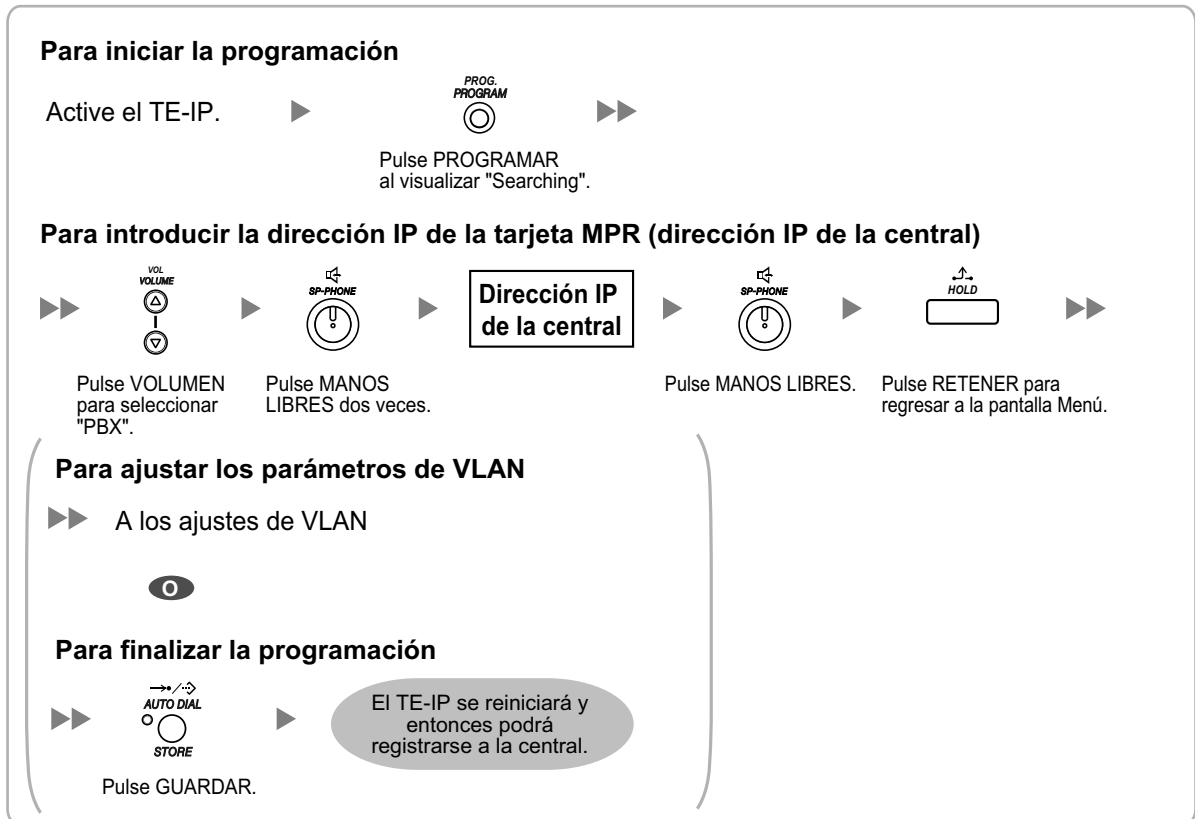 Para iniciar la programación
Active el TE-IP.
PROG.
PROGRAM
Pulse PROGRAMAR
al visualizar "Searching".
Para introducir la dirección IP de la tarjeta MPR (dirección IP de la central)
VOL
VOLUME
Pulse VOLUMEN
para seleccionar
"PBX".
SP-PHONE
Pulse MANOS
LIBRES dos veces.
Dirección IP
de la central
SP-PHONE
Pulse MANOS LIBRES.
HOLD
Pulse RETENER para
regresar a la pantalla Menú.
Para ajustar los parámetros de VLAN
A los ajustes de VLAN
O
Para finalizar la programación
AUTO DIAL
STORE
Pulse GUARDAR.
El TE-IP se reiniciará y
entonces podrá
registrarse a la central.